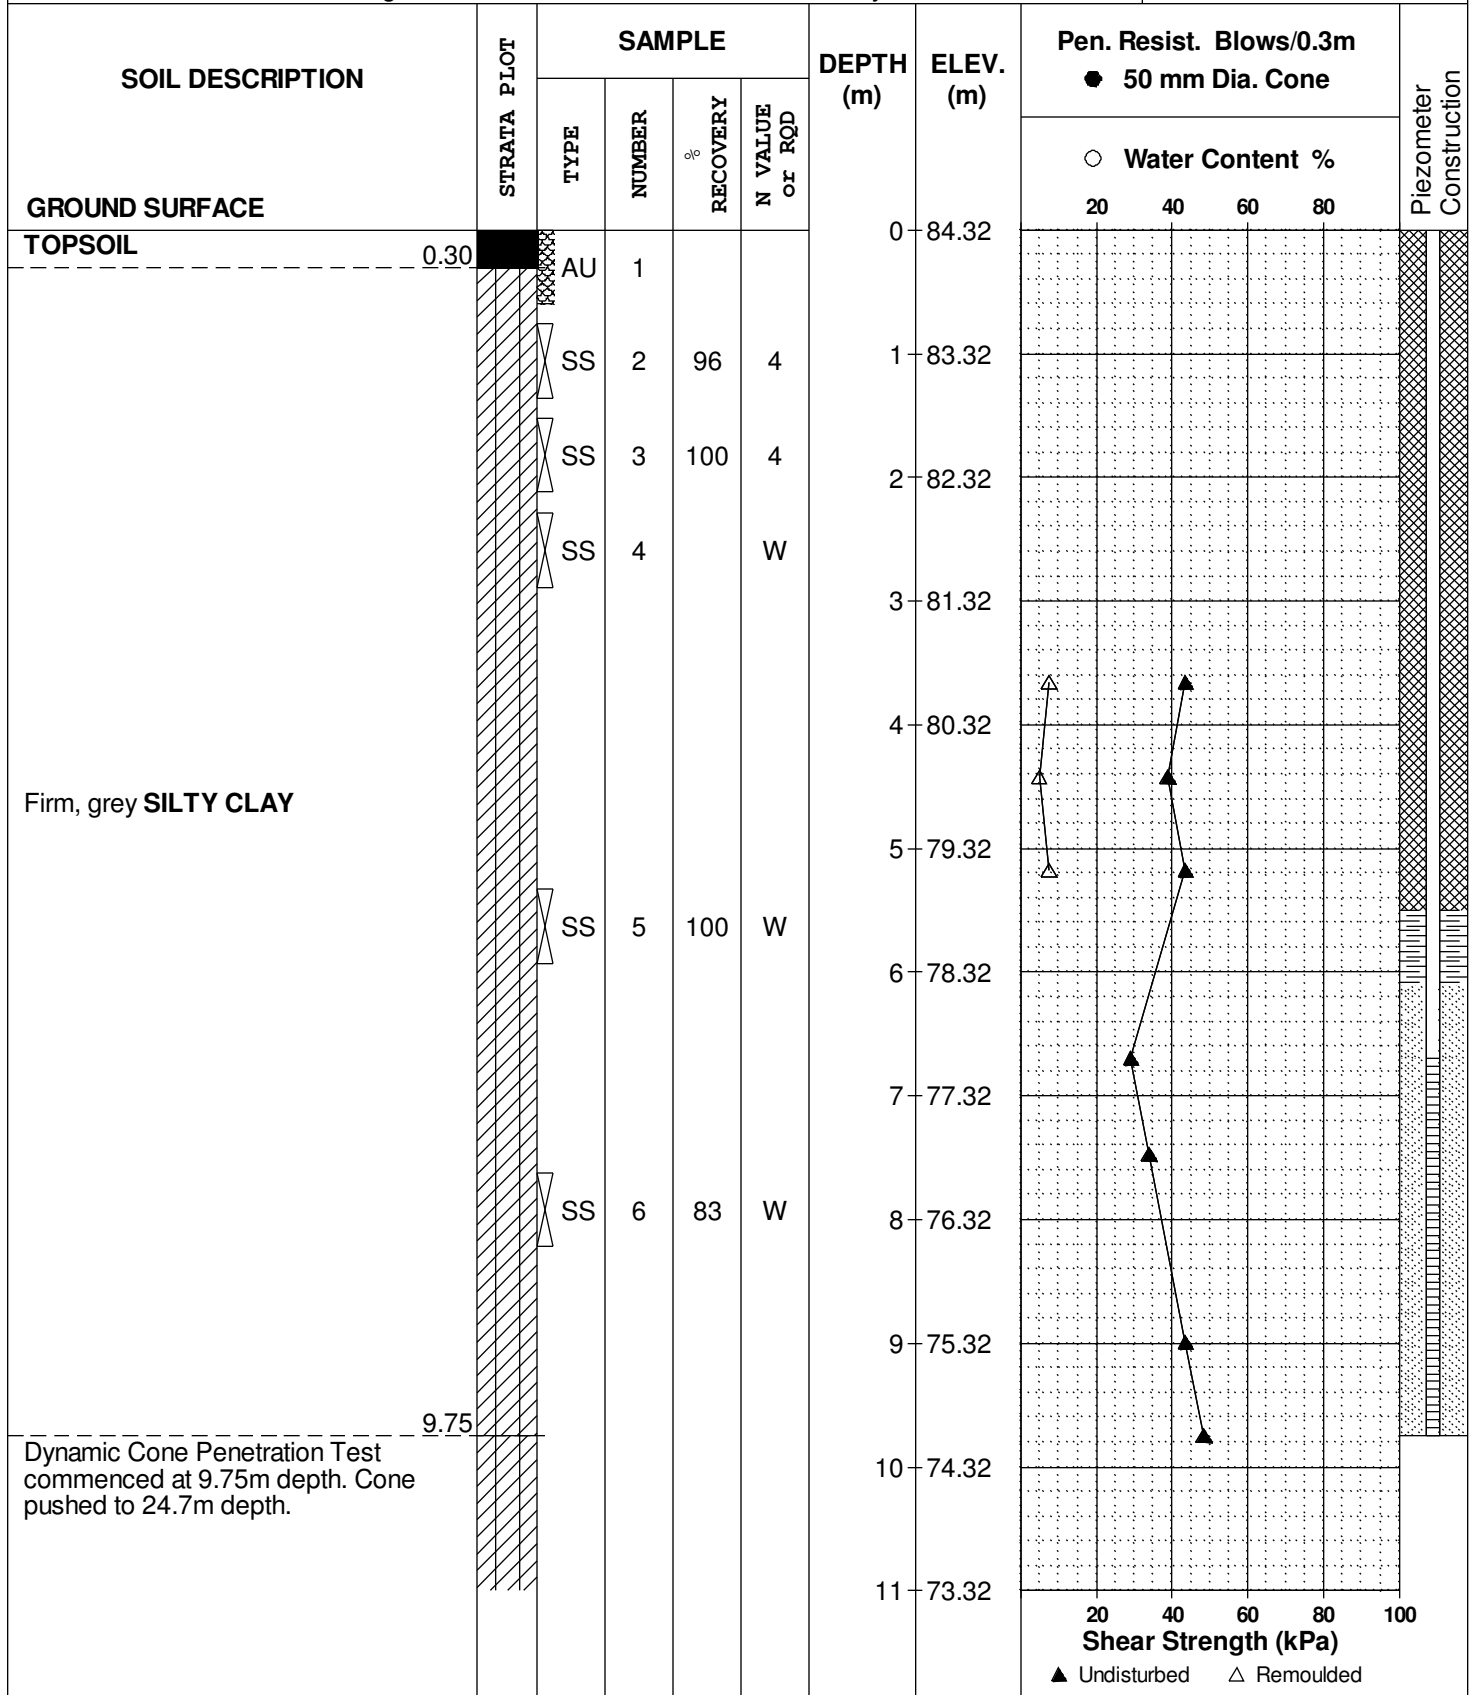 SOIL DESCRIPTION
GROUND SURFACE
STRATA PLOT
SAMPLE
TYPE
NUMBER
%
RECOVERY
N VALUE
or RQD
DEPTH
(m)
ELEV.
(m)
Pen. Resist. Blows/0.3m
● 50 mm Dia. Cone
○ Water Content %
20 40 60 80
Piezometer
Construction
TOPSOIL
0.30
AU 1
0 84.32
SS 2 96 4
1 83.32
SS 3 100 4
2 82.32
SS 4 W
3 81.32
4 80.32
Firm, grey SILTY CLAY
5 79.32
SS 5 100 W
6 78.32
7 77.32
SS 6 83 W
8 76.32
9 75.32
9.75
Dynamic Cone Penetration Test
commenced at 9.75m depth. Cone
pushed to 24.7m depth.
10 74.32
11 73.32
20 40 60 80 100
Shear Strength (kPa)
▲ Undisturbed △ Remoulded